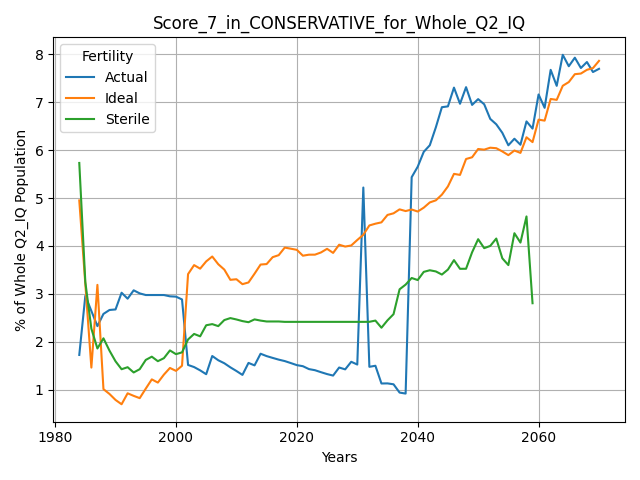 Score_7_in_CONSERVATIVE_for_Whole_Q2_IQ
% of Whole Q2_IQ Population
8
7
6
5
4
3
2
1
Fertility
Actual
Ideal
Sterile
1980 2000 2020 2040 2060
Years